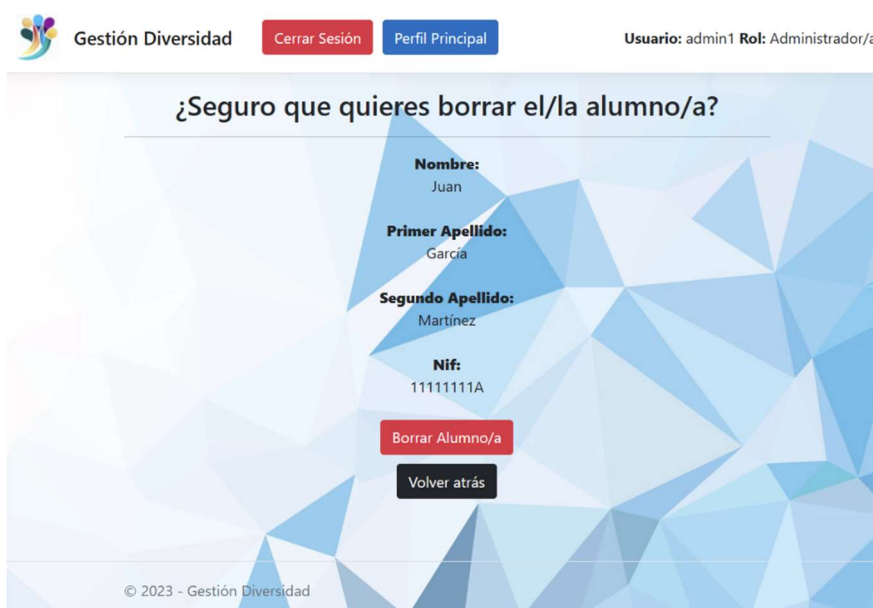 Gestión Diversidad
Cerrar Sesión
Perfil Principal
Usuario: admin1 Rol: Administrador/a
¿Seguro que quieres borrar el/la alumno/a?
Nombre:
Juan
Primer Apellido:
García
Segundo Apellido:
Martínez
Nif:
11111111A
Borrar Alumno/a
Volver atrás
© 2023 - Gestión Diversidad